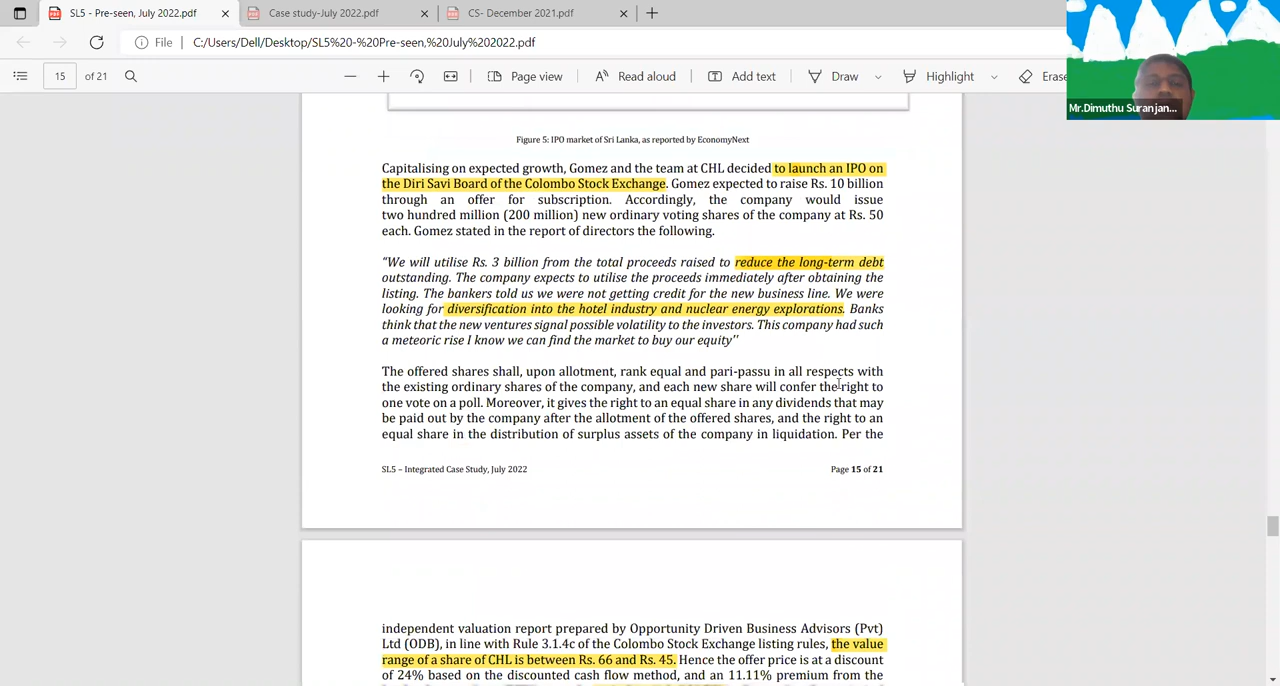 SL5 - Pre-seen, July 2022.pdf
Case study-July 2022.pdf
CS- December 2021.pdf
File C:/Users/Dell/Desktop/SL5%20-%20Pre-seen,%20July%202022.pdf
15 of 21 Page view Read aloud Add text Draw Highlight Erase
Mr.Dimuthu Suranjan...
Figure 5: IPO market of Sri Lanka, as reported by EconomyNext
Capitalising on expected growth, Gomez and the team at CHL decided to launch an IPO on
the Diri Savi Board of the Colombo Stock Exchange. Gomez expected to raise Rs. 10 billion
through an offer for subscription. Accordingly, the company would issue
two hundred million (200 million) new ordinary voting shares of the company at Rs. 50
each. Gomez stated in the report of directors the following.
"We will utilise Rs. 3 billion from the total proceeds raised to reduce the long-term debt
outstanding. The company expects to utilise the proceeds immediately after obtaining the
listing. The bankers told us we were not getting credit for the new business line. We were
looking for diversification into the hotel industry and nuclear energy explorations. Banks
think that the new ventures signal possible volatility to the investors. This company had such
a meteoric rise I know we can find the market to buy our equity"
The offered shares shall, upon allotment, rank equal and pari-passu in all respects with
the existing ordinary shares of the company, and each new share will confer the right to
one vote on a poll. Moreover, it gives the right to an equal share in any dividends that may
be paid out by the company after the allotment of the offered shares, and the right to an
equal share in the distribution of surplus assets of the company in liquidation. Per the
SL5 – Integrated Case Study, July 2022 Page 15 of 21
independent valuation report prepared by Opportunity Driven Business Advisors (Pvt)
Ltd (ODB), in line with Rule 3.1.4c of the Colombo Stock Exchange listing rules, the value
range of a share of CHL is between Rs. 66 and Rs. 45. Hence the offer price is at a discount
of 24% based on the discounted cash flow method, and an 11.11% premium from the